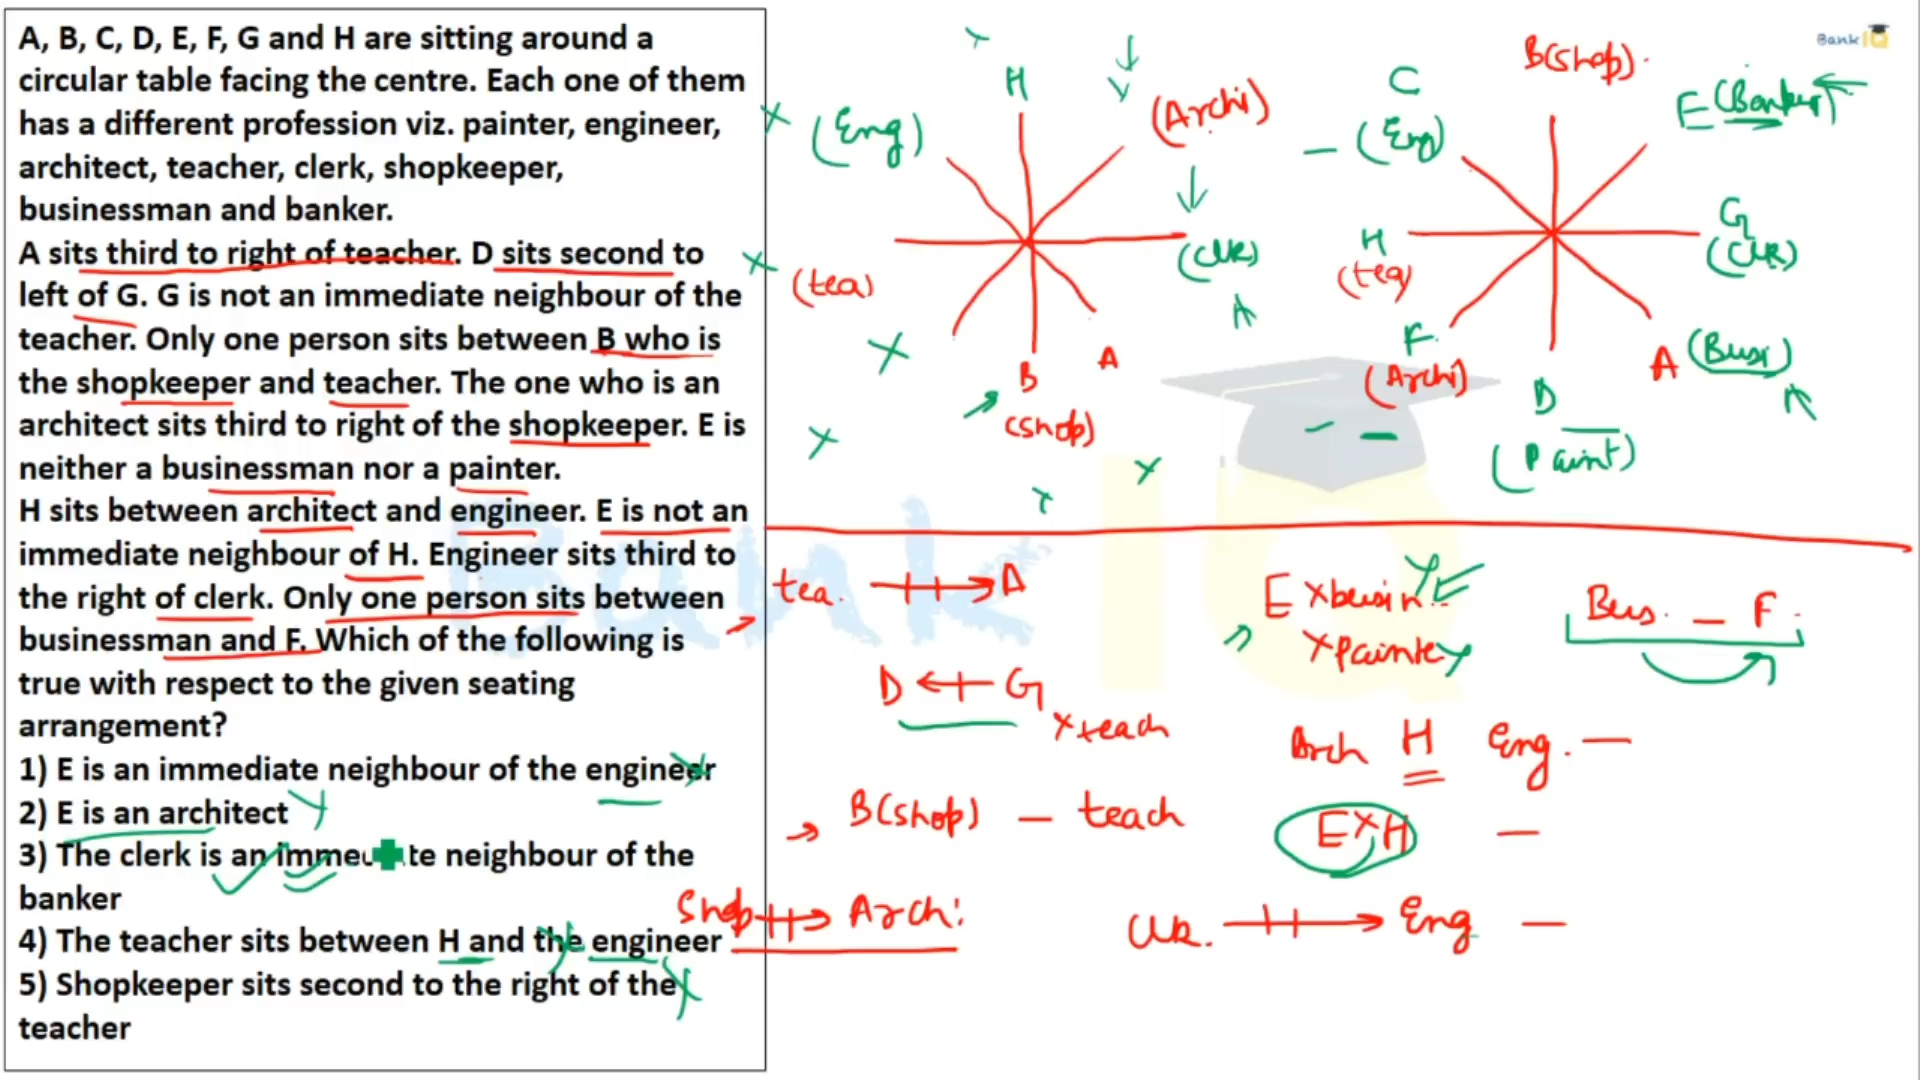 A, B, C, D, E, F, G and H are sitting around a
circular table facing the centre. Each one of them
has a different profession viz. painter, engineer,
architect, teacher, clerk, shopkeeper,
businessman and banker.
A sits third to right of teacher. D sits second to
left of G. G is not an immediate neighbour of the
teacher. Only one person sits between B who is
the shopkeeper and teacher. The one who is an
architect sits third to right of the shopkeeper. E is
neither a businessman nor a painter.
H sits between architect and engineer. E is not an
immediate neighbour of H. Engineer sits third to
the right of clerk. Only one person sits between
businessman and F. Which of the following is
true with respect to the given seating
arrangement?
1) E is an immediate neighbour of the engineer
2) E is an architect
3) The clerk is an immediate neighbour of the
banker
4) The teacher sits between H and the engineer
5) Shopkeeper sits second to the right of the
teacher
H
(Eng)
(Archi)
(tea)
(Clk)
B
A
(shop)
Bank IQ
B(shop)
C
E (Banker)
(Eng)
G
H
(Clk)
(tea)
F
(Archi)
A (Busi)
D
(Paint)
Bank IQ
tea. A
D G
x teach
B(shop) — teach
Shop Archi
E x busin
x painte
Bus. — F
Arch H Eng. —
E x H —
Clk. Eng —